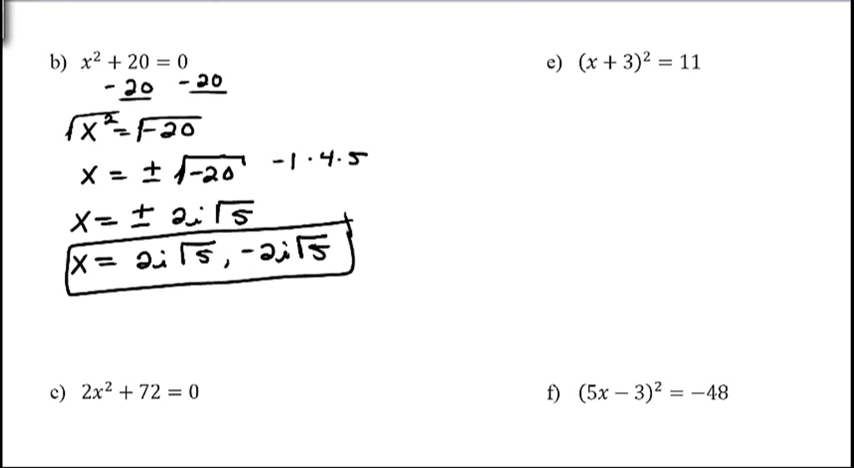 b) x² + 20 = 0
-20 -20
√x² = √-20
x = ± √-20 -1 · 4 · 5
x = ± 2i√5
x = 2i√5, -2i√5
c) 2x² + 72 = 0
e) (x + 3)² = 11
f) (5x − 3)² = −48